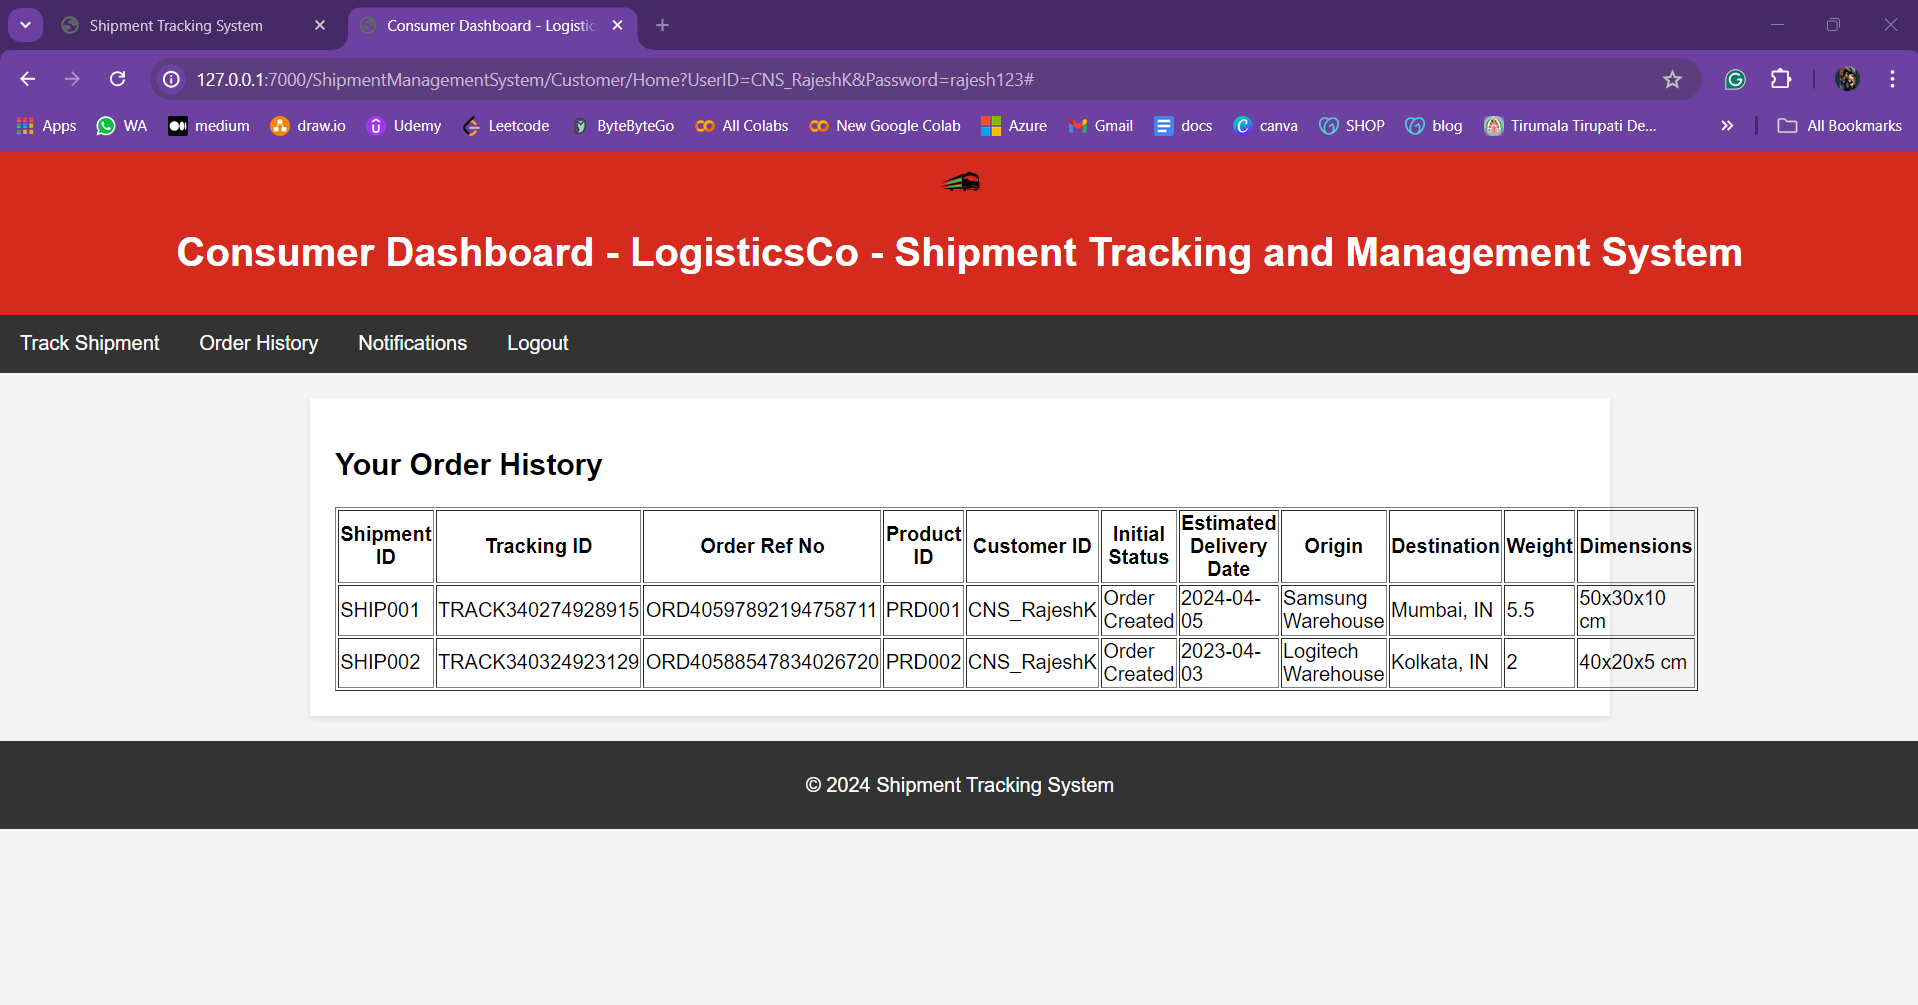 Shipment Tracking System
Consumer Dashboard - Logistic
127.0.0.1:7000/ShipmentManagementSystem/Customer/Home?UserID=CNS_RajeshK&Password=rajesh123#
Apps WA medium draw.io Udemy Leetcode ByteByteGo All Colabs New Google Colab Azure Gmail docs canva SHOP blog Tirumala Tirupati De... All Bookmarks
Consumer Dashboard - LogisticsCo - Shipment Tracking and Management System
Track Shipment Order History Notifications Logout
Your Order History
Shipment ID Tracking ID Order Ref No Product ID Customer ID Initial Status Estimated Delivery Date Origin Destination Weight Dimensions
SHIP001 TRACK340274928915 ORD40597892194758711 PRD001 CNS_RajeshK Order Created 2024-04-05 Samsung Warehouse Mumbai, IN 5.5 50x30x10 cm
SHIP002 TRACK340324923129 ORD40588547834026720 PRD002 CNS_RajeshK Order Created 2023-04-03 Logitech Warehouse Kolkata, IN 2 40x20x5 cm
© 2024 Shipment Tracking System